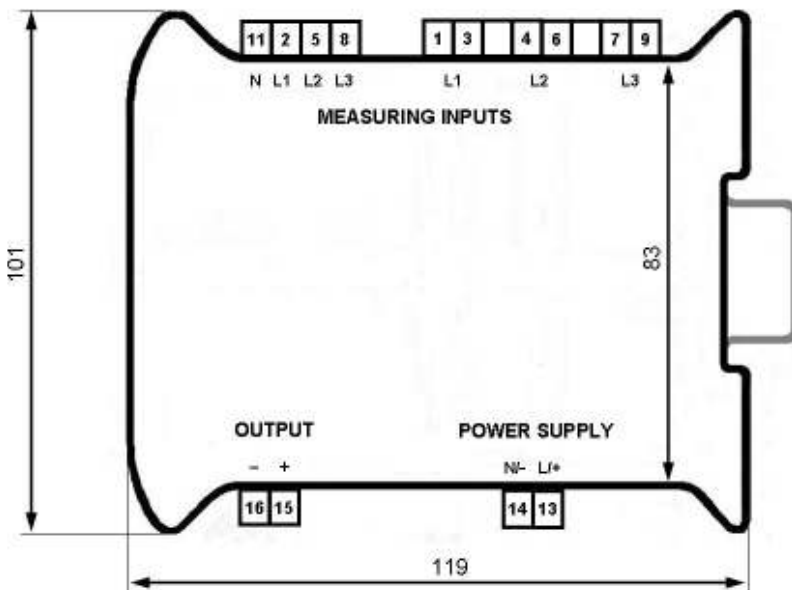 11 2 5 8 1 3 4 6 7 9
N L1 L2 L3 L1 L2 L3
MEASURING INPUTS
101
83
OUTPUT POWER SUPPLY
- + N/- L/+
16 15 14 13
119